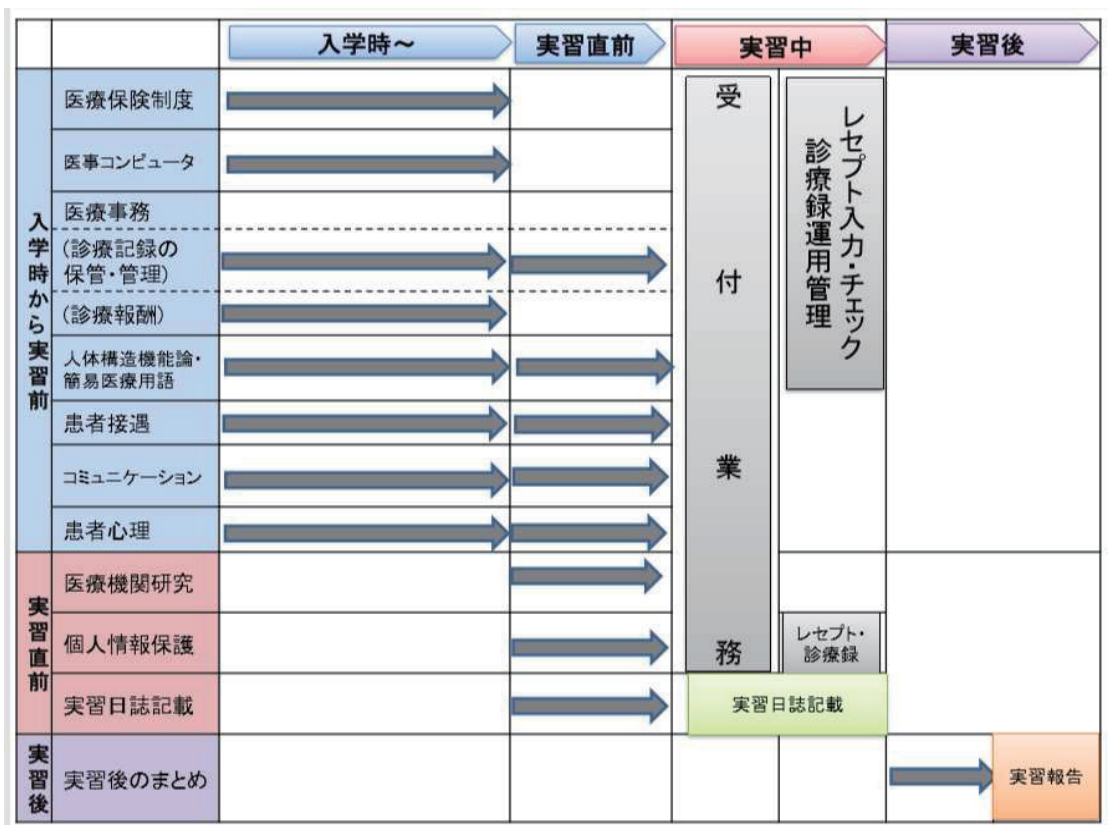 入学時～
実習直前
実習中
実習後
入学時から実習前
医療保険制度
医事コンピュータ
医療事務
(診療記録の
保管・管理)
(診療報酬)
人体構造機能論・
簡易医療用語
患者接遇
コミュニケーション
患者心理
実習直前
医療機関研究
個人情報保護
実習日誌記載
実習後
実習後のまとめ
受付業務
レセプト入力・チェック
診療録運用管理
レセプト・
診療録
実習日誌記載
実習報告